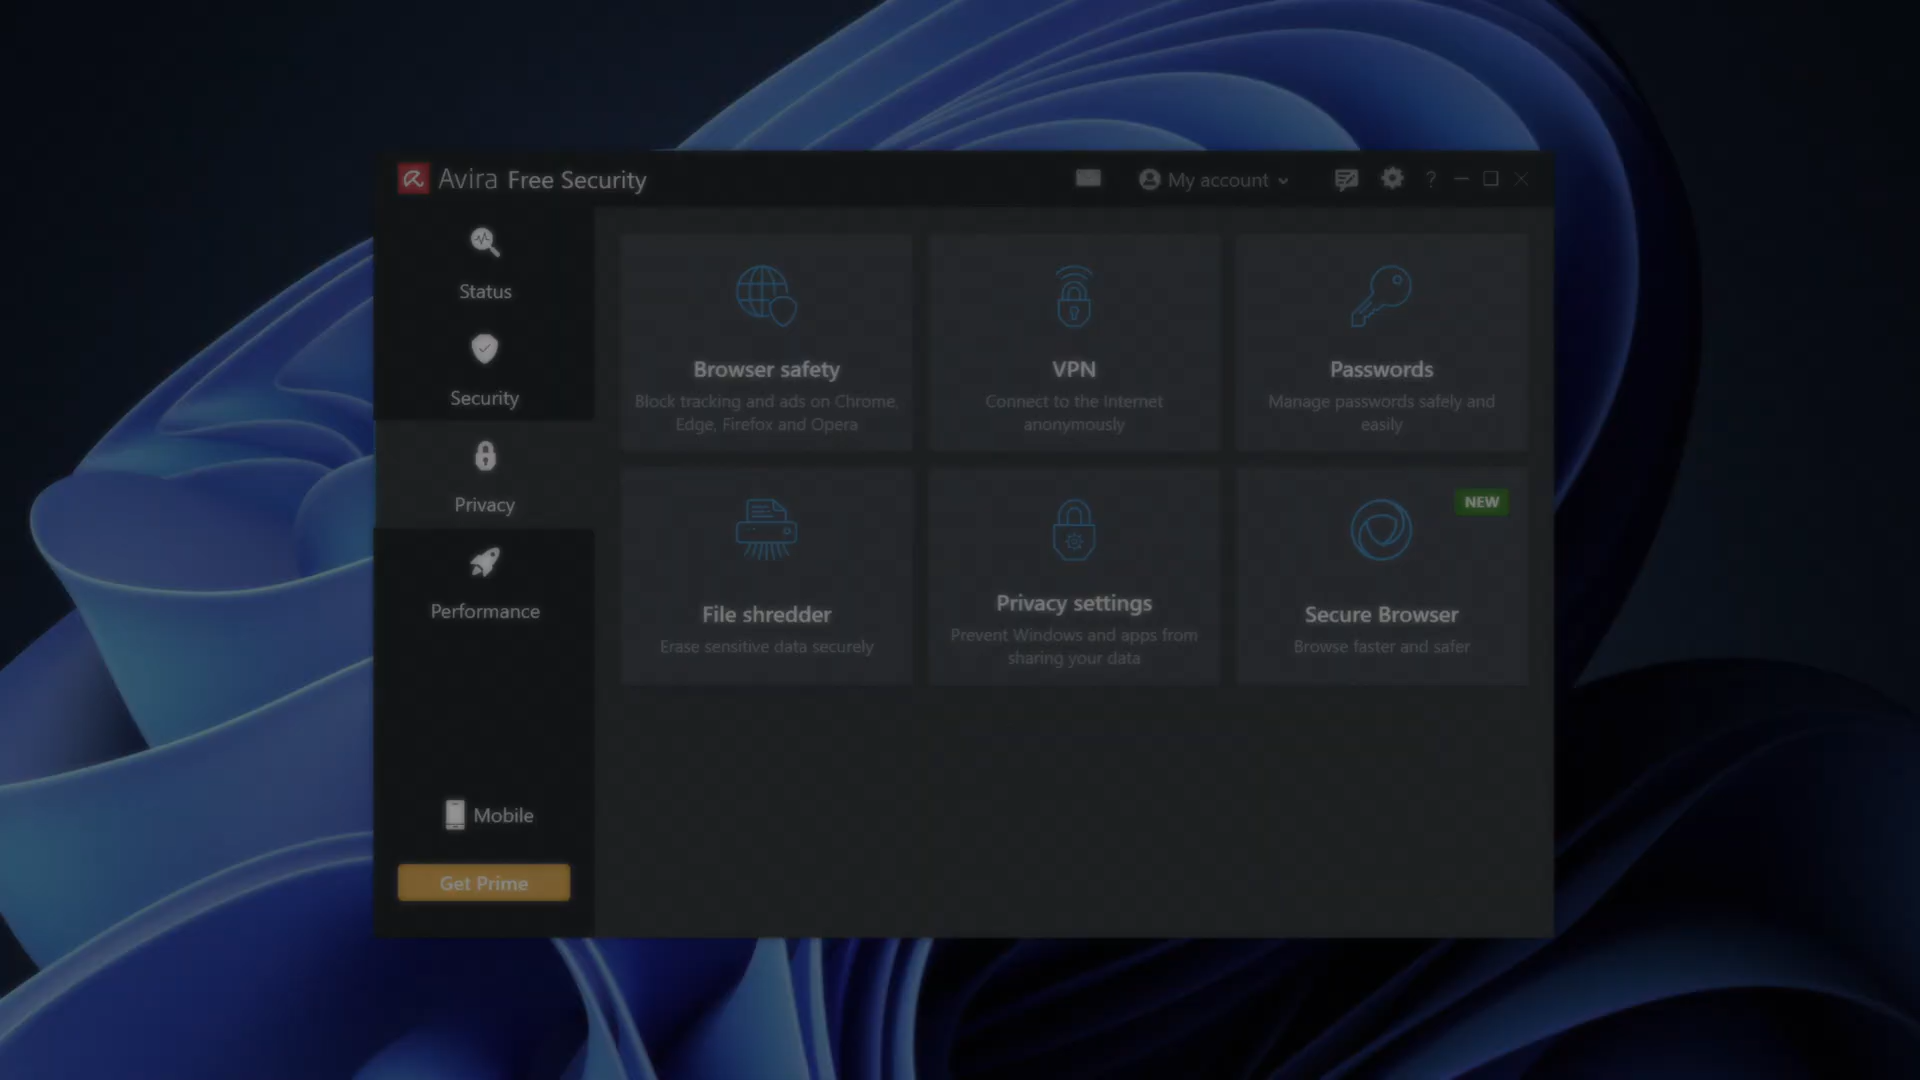 Avira Free Security
My account
?
Status
Security
Privacy
Performance
Mobile
Get Prime
Browser safety
Block tracking and ads on Chrome,
Edge, Firefox and Opera
VPN
Connect to the Internet
anonymously
Passwords
Manage passwords safely and
easily
File shredder
Erase sensitive data securely
Privacy settings
Prevent Windows and apps from
sharing your data
NEW
Secure Browser
Browse faster and safer